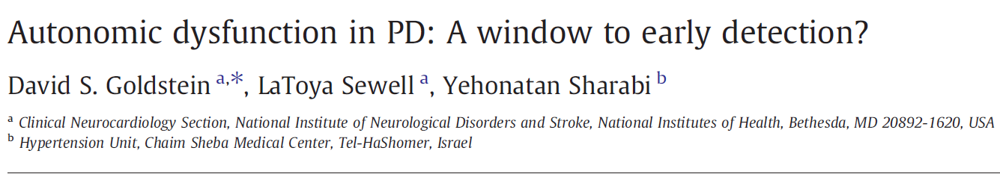 Autonomic dysfunction in PD: A window to early detection?
David S. Goldstein a,*, LaToya Sewell a, Yehonatan Sharabi b
a Clinical Neurocardiology Section, National Institute of Neurological Disorders and Stroke, National Institutes of Health, Bethesda, MD 20892-1620, USA
b Hypertension Unit, Chaim Sheba Medical Center, Tel-HaShomer, Israel